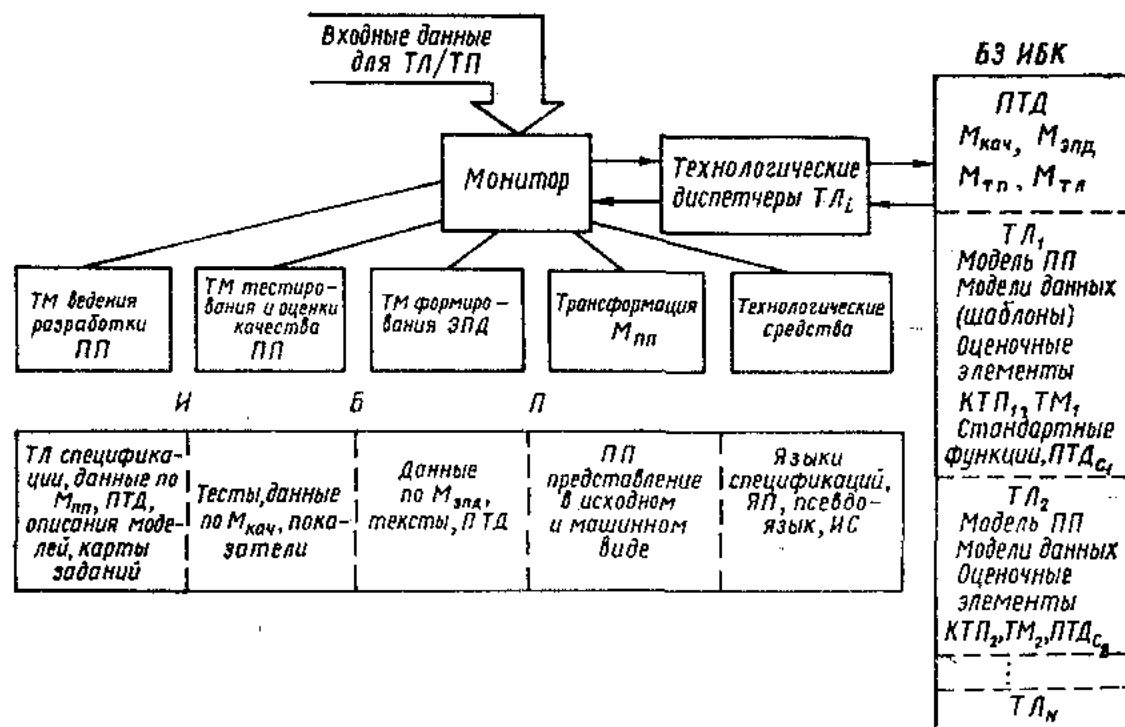 Входные данные
для ТЛ/ТП
Монитор
Технологические
диспетчеры ТЛi
ТМ ведения
разработки
ПП
ТМ тестиро-
вания и оценки
качества
ПП
ТМ формиро-
вания ЭПД
Трансформация
Мпп
Технологические
средства
И Б П
ТЛ специфика-
ции, данные по
Мпп, ПТД,
описания моде-
лей, карты
заданий
Тесты, данные
по Мкач, пока-
затели
Данные
по Мэпд,
тексты, ПТД
ПП
представление
в исходном
и машинном
виде
Языки
спецификаций,
ЯП, псевдо-
язык, ИС
БЗ ИБК
ПТД
Мкач, Мэпд
Мтп, Мтл
ТЛ1
Модель ПП
Модели данных
(шаблоны)
Оценочные
элементы
КТП1, ТМ1
Стандартные
функции, ПТДС1
ТЛ2
Модель ПП
Модели данных
Оценочные
элементы
КТП2, ТМ2, ПТДС2
ТЛN